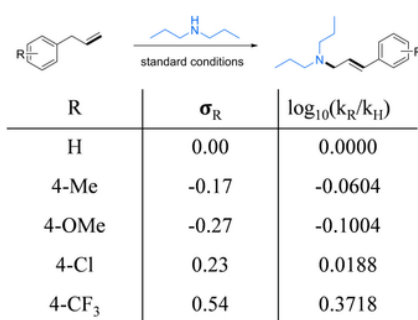 H
N
R
standard conditions
N
R
R σR log10(kR/kH)
H 0.00 0.0000
4-Me -0.17 -0.0604
4-OMe -0.27 -0.1004
4-Cl 0.23 0.0188
4-CF3 0.54 0.3718